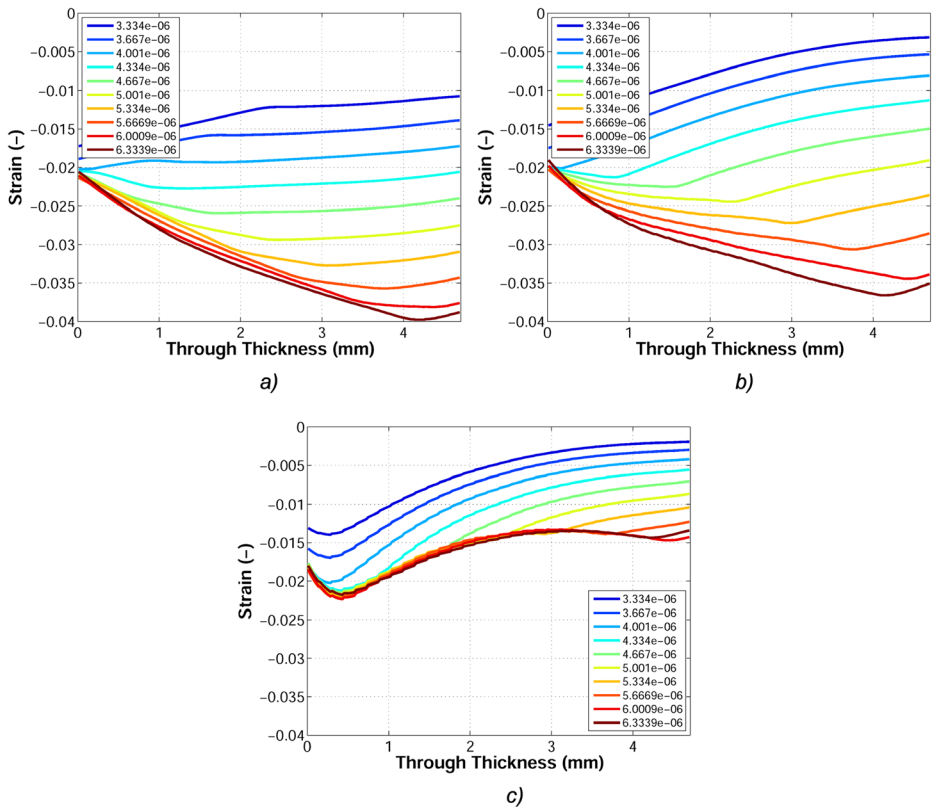 0
−0.005
−0.01
−0.015
−0.02
−0.025
−0.03
−0.035
−0.04
Strain (−)
3.334e−06
3.667e−06
4.001e−06
4.334e−06
4.667e−06
5.001e−06
5.334e−06
5.6669e−06
6.0009e−06
6.3339e−06
0 1 2 3 4
Through Thickness (mm)
a)
0
−0.005
−0.01
−0.015
−0.02
−0.025
−0.03
−0.035
−0.04
Strain (−)
3.334e−06
3.667e−06
4.001e−06
4.334e−06
4.667e−06
5.001e−06
5.334e−06
5.6669e−06
6.0009e−06
6.3339e−06
0 1 2 3 4
Through Thickness (mm)
b)
0
−0.005
−0.01
−0.015
−0.02
−0.025
−0.03
−0.035
−0.04
Strain (−)
3.334e−06
3.667e−06
4.001e−06
4.334e−06
4.667e−06
5.001e−06
5.334e−06
5.6669e−06
6.0009e−06
6.3339e−06
0 1 2 3 4
Through Thickness (mm)
c)